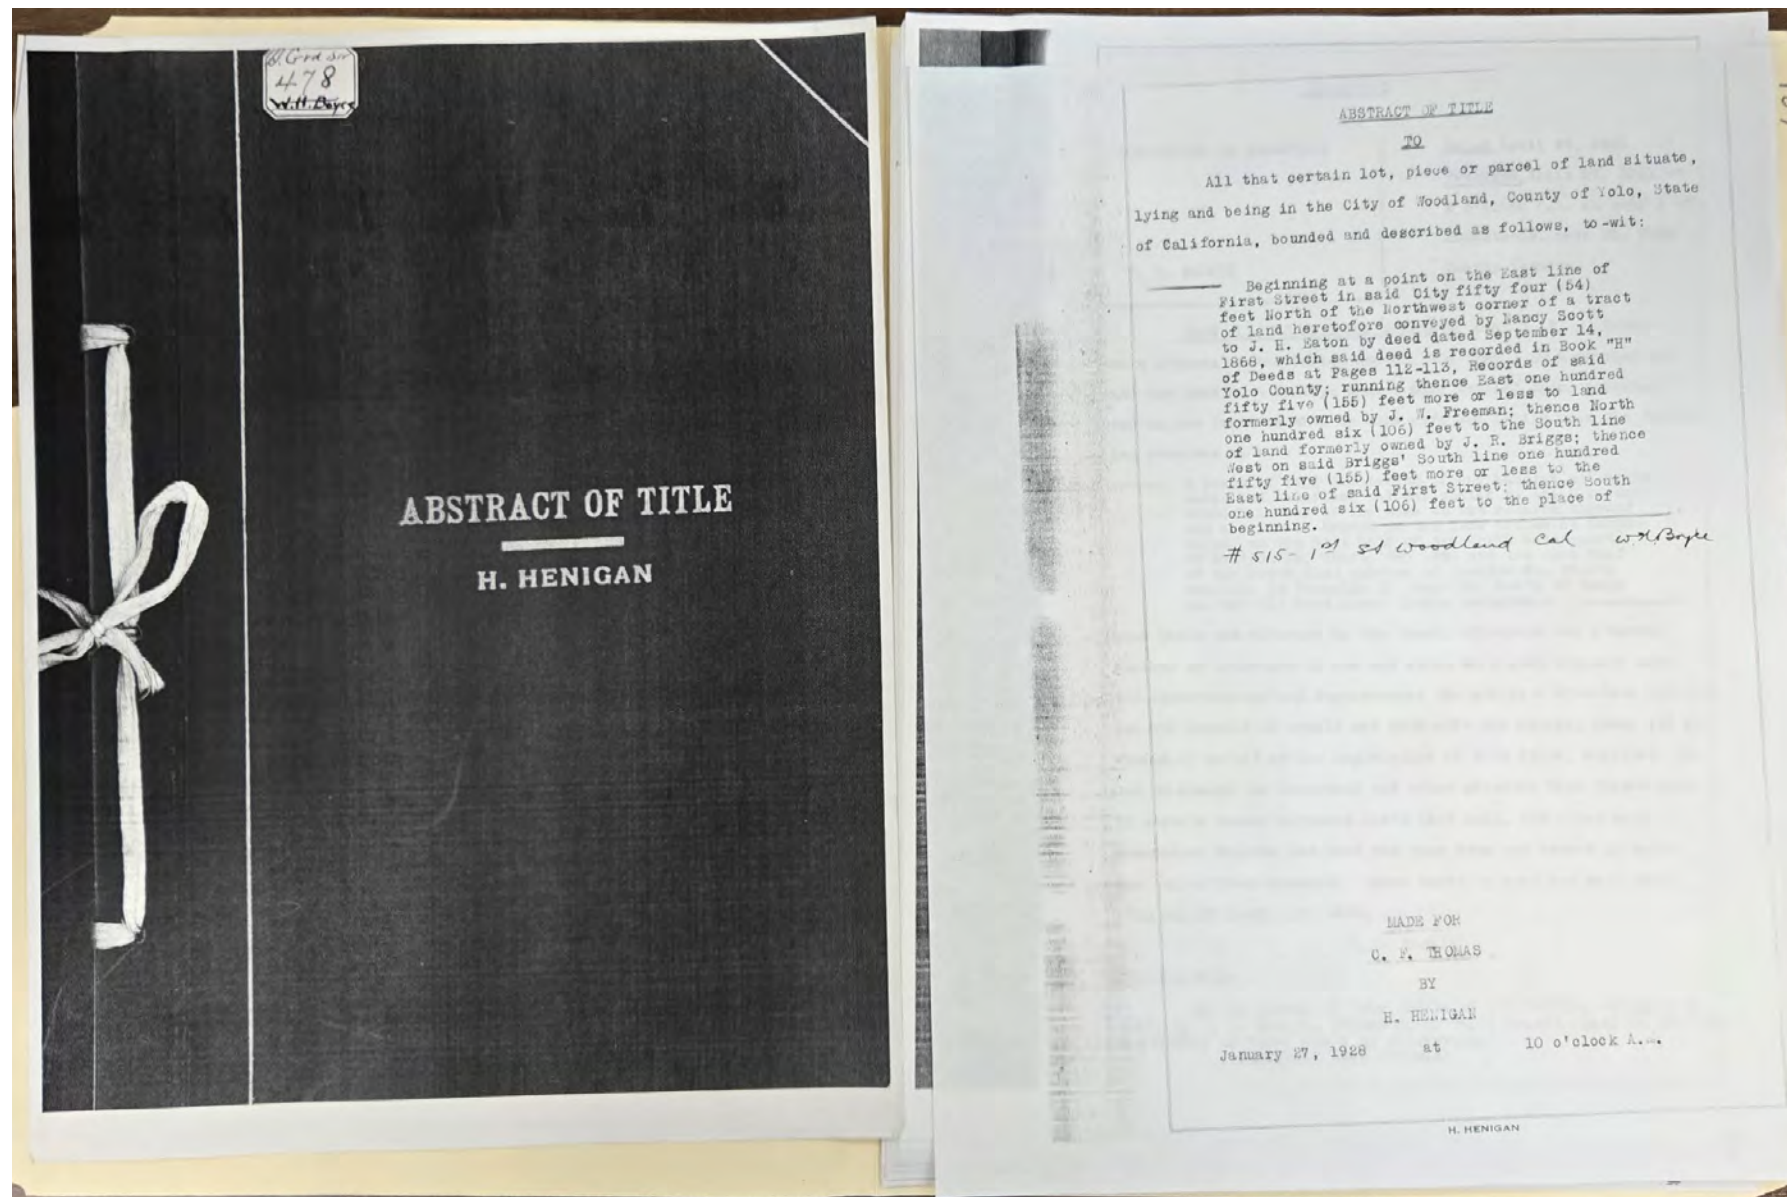 478
W.H. Boyce
ABSTRACT OF TITLE
H. HENIGAN
ABSTRACT OF TITLE
TO
All that certain lot, piece or parcel of land situate,
lying and being in the City of Woodland, County of Yolo, State
of California, bounded and described as follows, to-wit:
Beginning at a point on the East line of
First Street in said City fifty four (54)
feet North of the Northwest corner of a tract
of land heretofore conveyed by Nancy Scott
to J. H. Eaton by deed dated September 14,
1868, which said deed is recorded in Book "H"
of Deeds at Pages 112-113, Records of said
Yolo County; running thence East one hundred
fifty five (155) feet more or less to land
formerly owned by J. W. Freeman; thence North
one hundred six (106) feet to the South line
of land formerly owned by J. R. Briggs; thence
West on said Briggs' South line one hundred
fifty five (155) feet more or less to the
East line of said First Street; thence South
one hundred six (106) feet to the place of
beginning.
# 515- 1st St Woodland Cal W.H. Boyce
MADE FOR
C. F. THOMAS
BY
H. HENIGAN
January 27, 1928 at 10 o'clock A.M.
H. HENIGAN